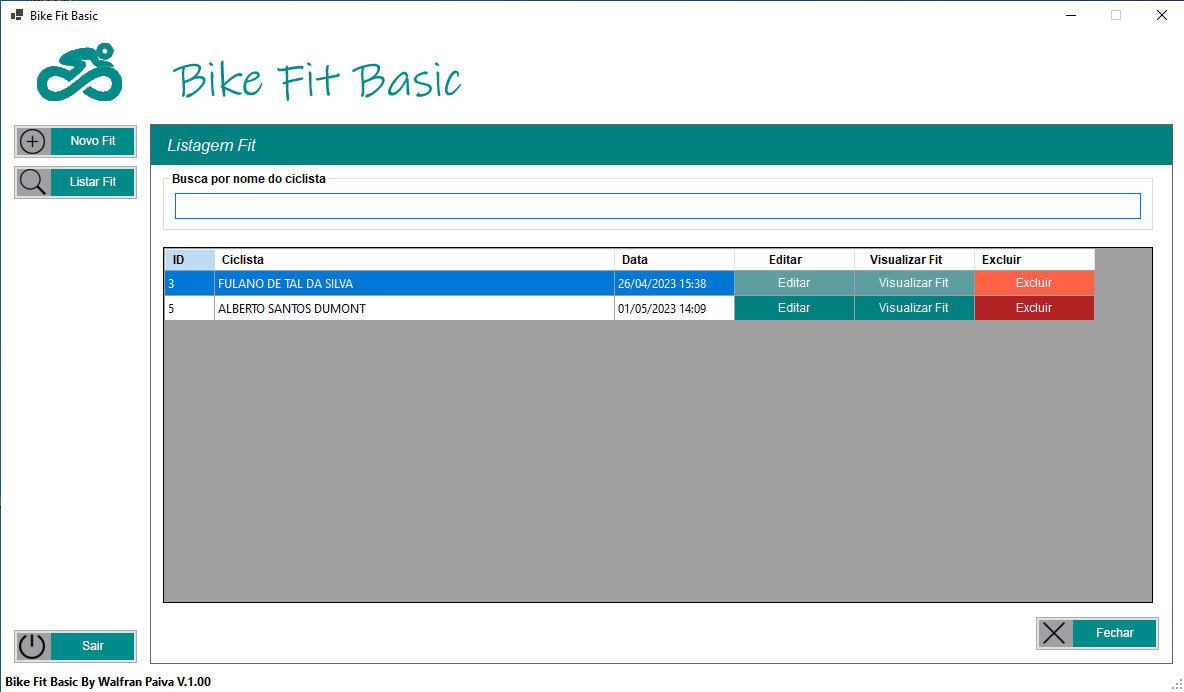 Bike Fit Basic
Bike Fit Basic
Novo Fit
Listar Fit
Listagem Fit
Busca por nome do ciclista
ID Ciclista Data Editar Visualizar Fit Excluir
3 FULANO DE TAL DA SILVA 26/04/2023 15:38 Editar Visualizar Fit Excluir
5 ALBERTO SANTOS DUMONT 01/05/2023 14:09 Editar Visualizar Fit Excluir
Fechar
Sair
Bike Fit Basic By Walfran Paiva V.1.00